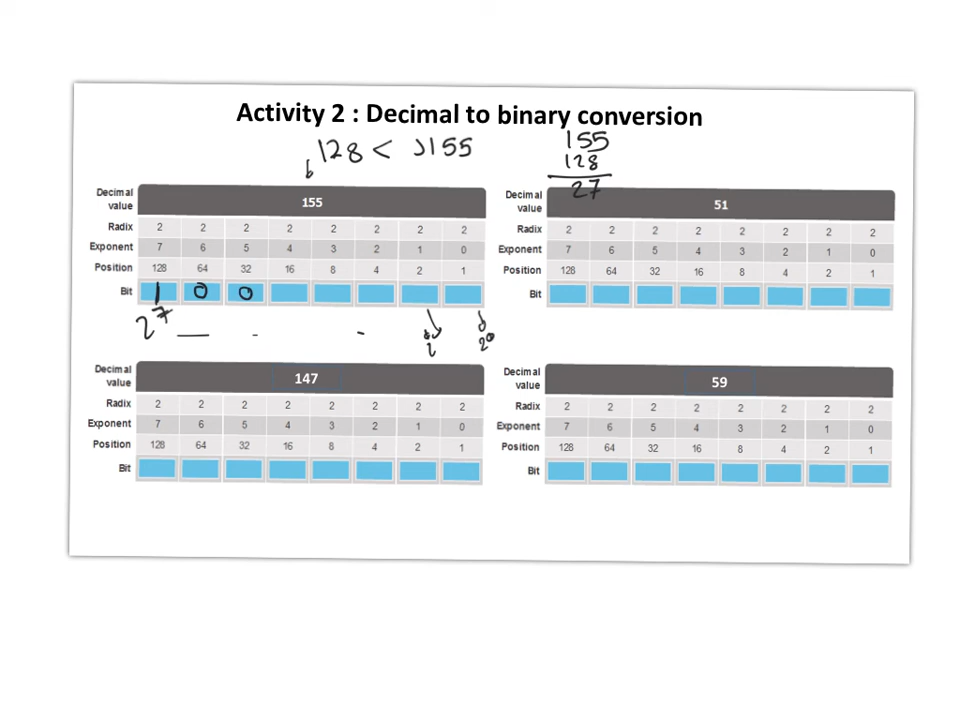 Activity 2 : Decimal to binary conversion
128 < 155
155
128
27
Decimal value 155
Radix 2 2 2 2 2 2 2 2
Exponent 7 6 5 4 3 2 1 0
Position 128 64 32 16 8 4 2 1
Bit 1 0 0
2^7
2^0
Decimal value 51
Radix 2 2 2 2 2 2 2 2
Exponent 7 6 5 4 3 2 1 0
Position 128 64 32 16 8 4 2 1
Bit
Decimal value 147
Radix 2 2 2 2 2 2 2 2
Exponent 7 6 5 4 3 2 1 0
Position 128 64 32 16 8 4 2 1
Bit
Decimal value 59
Radix 2 2 2 2 2 2 2 2
Exponent 7 6 5 4 3 2 1 0
Position 128 64 32 16 8 4 2 1
Bit